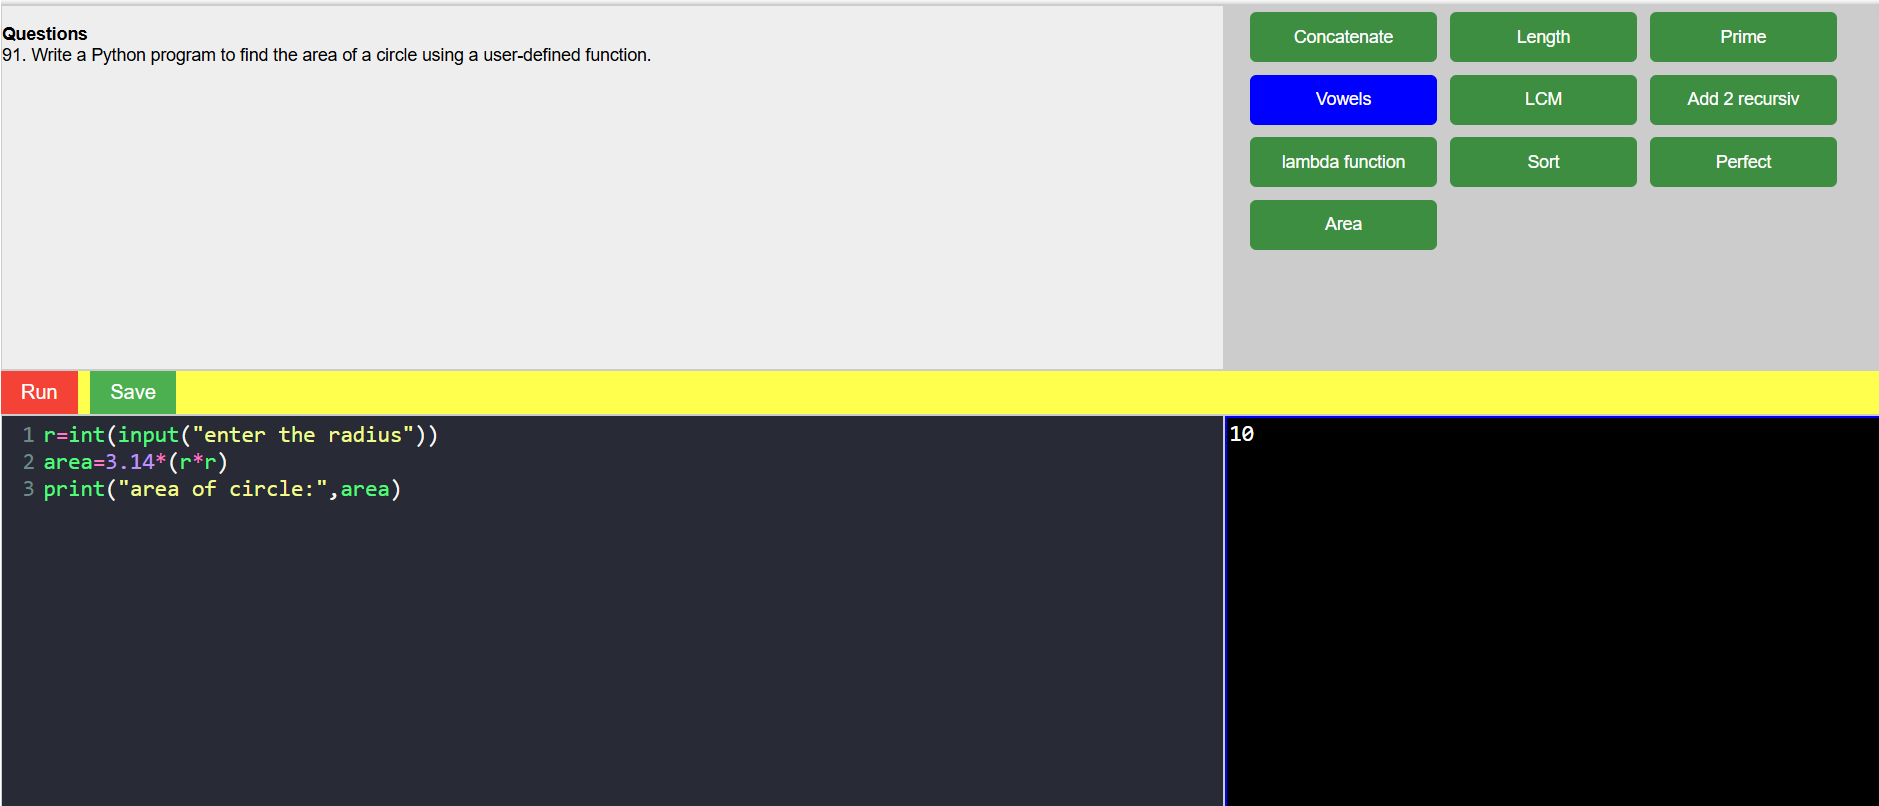 Questions
91. Write a Python program to find the area of a circle using a user-defined function.
Concatenate
Length
Prime
Vowels
LCM
Add 2 recursiv
lambda function
Sort
Perfect
Area
Run
Save
1 r=int(input("enter the radius"))
2 area=3.14*(r*r)
3 print("area of circle:",area)
10